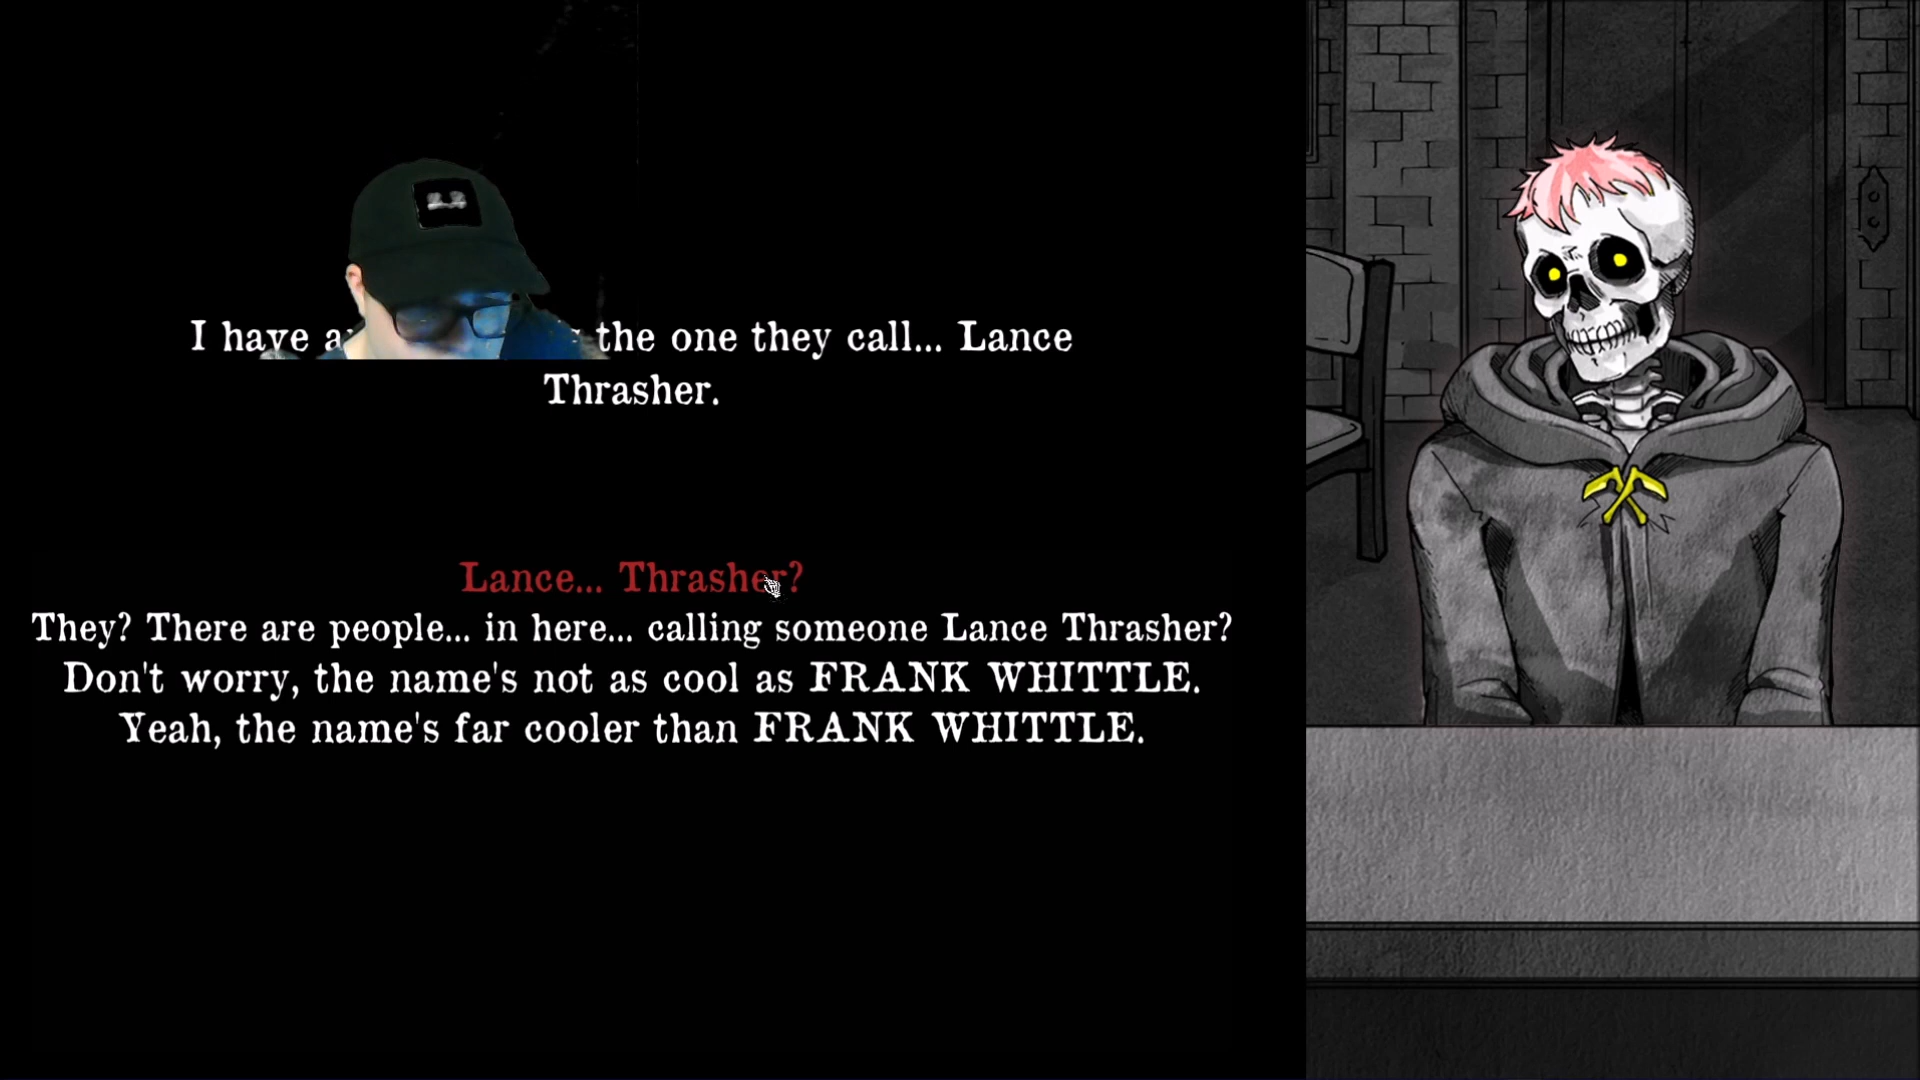 I have the one they call... Lance
Thrasher.
Lance... Thrasher?
They? There are people... in here... calling someone Lance Thrasher?
Don't worry, the name's not as cool as FRANK WHITTLE.
Yeah, the name's far cooler than FRANK WHITTLE.